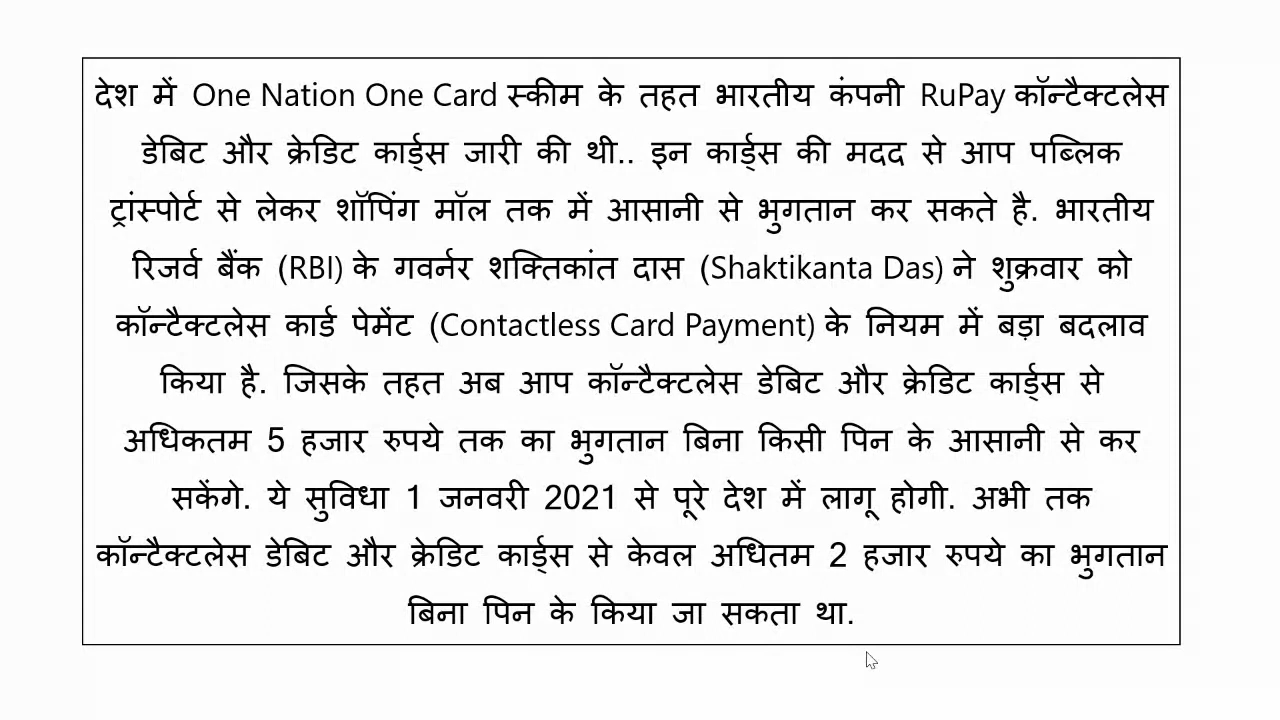 देश में One Nation One Card स्कीम के तहत भारतीय कंपनी RuPay कॉन्टैक्टलेस
डेबिट और क्रेडिट कार्ड्स जारी की थी.. इन कार्ड्स की मदद से आप पब्लिक
ट्रांस्पोर्ट से लेकर शॉपिंग मॉल तक में आसानी से भुगतान कर सकते है. भारतीय
रिजर्व बैंक (RBI) के गवर्नर शक्तिकांत दास (Shaktikanta Das) ने शुक्रवार को
कॉन्टैक्टलेस कार्ड पेमेंट (Contactless Card Payment) के नियम में बड़ा बदलाव
किया है. जिसके तहत अब आप कॉन्टैक्टलेस डेबिट और क्रेडिट कार्ड्स से
अधिकतम 5 हजार रुपये तक का भुगतान बिना किसी पिन के आसानी से कर
सकेंगे. ये सुविधा 1 जनवरी 2021 से पूरे देश में लागू होगी. अभी तक
कॉन्टैक्टलेस डेबिट और क्रेडिट कार्ड्स से केवल अधितम 2 हजार रुपये का भुगतान
बिना पिन के किया जा सकता था.